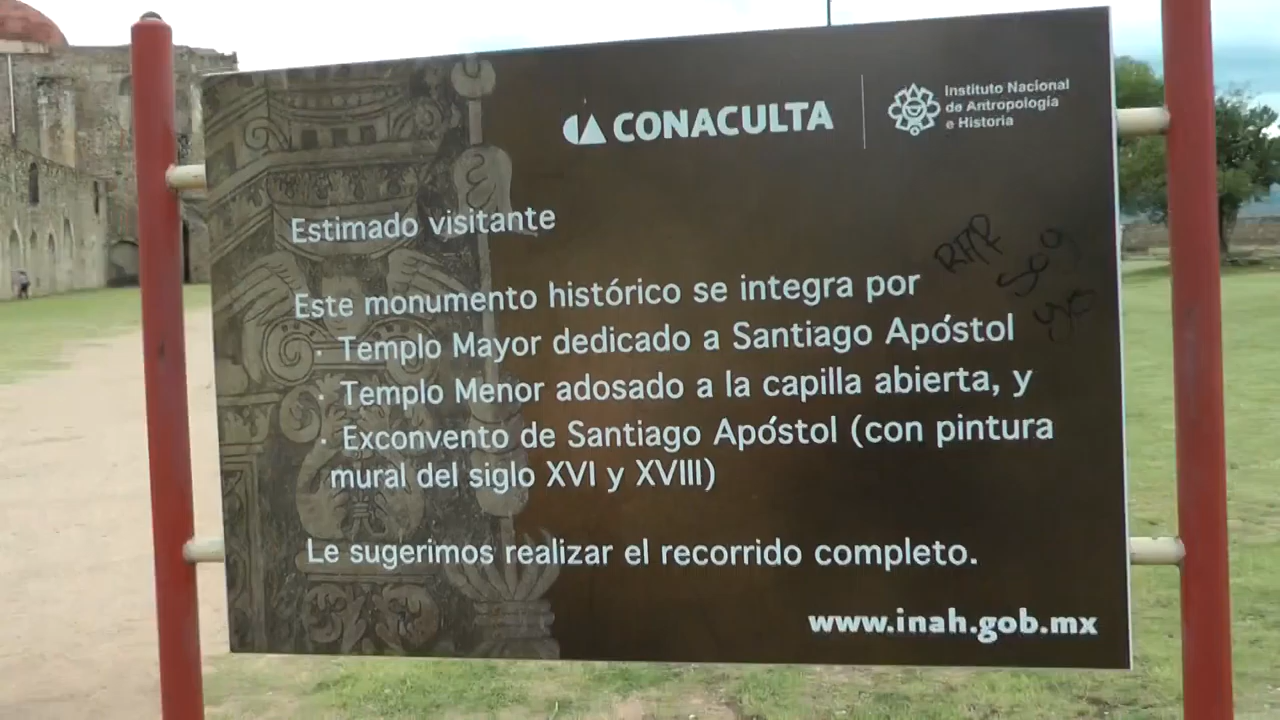 CONACULTA
Instituto Nacional
de Antropología
e Historia
Estimado visitante
Este monumento histórico se integra por
· Templo Mayor dedicado a Santiago Apóstol
· Templo Menor adosado a la capilla abierta, y
· Exconvento de Santiago Apóstol (con pintura
mural del siglo XVI y XVIII)
Le sugerimos realizar el recorrido completo.
www.inah.gob.mx